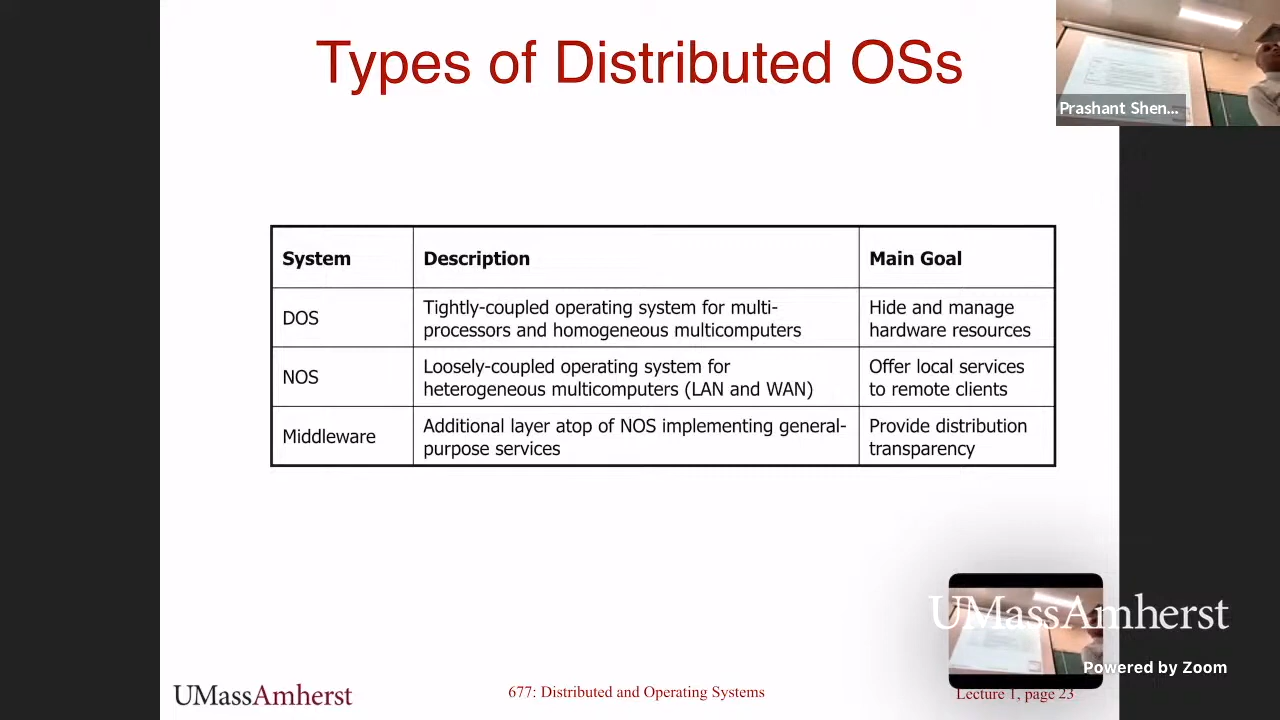 Types of Distributed OSs
Prashant Shen...
System Description Main Goal
DOS Tightly-coupled operating system for multi-
processors and homogeneous multicomputers Hide and manage
hardware resources
NOS Loosely-coupled operating system for
heterogeneous multicomputers (LAN and WAN) Offer local services
to remote clients
Middleware Additional layer atop of NOS implementing general-
purpose services Provide distribution
transparency
UMassAmherst
Powered by Zoom
UMassAmherst
677: Distributed and Operating Systems
Lecture 1, page 23